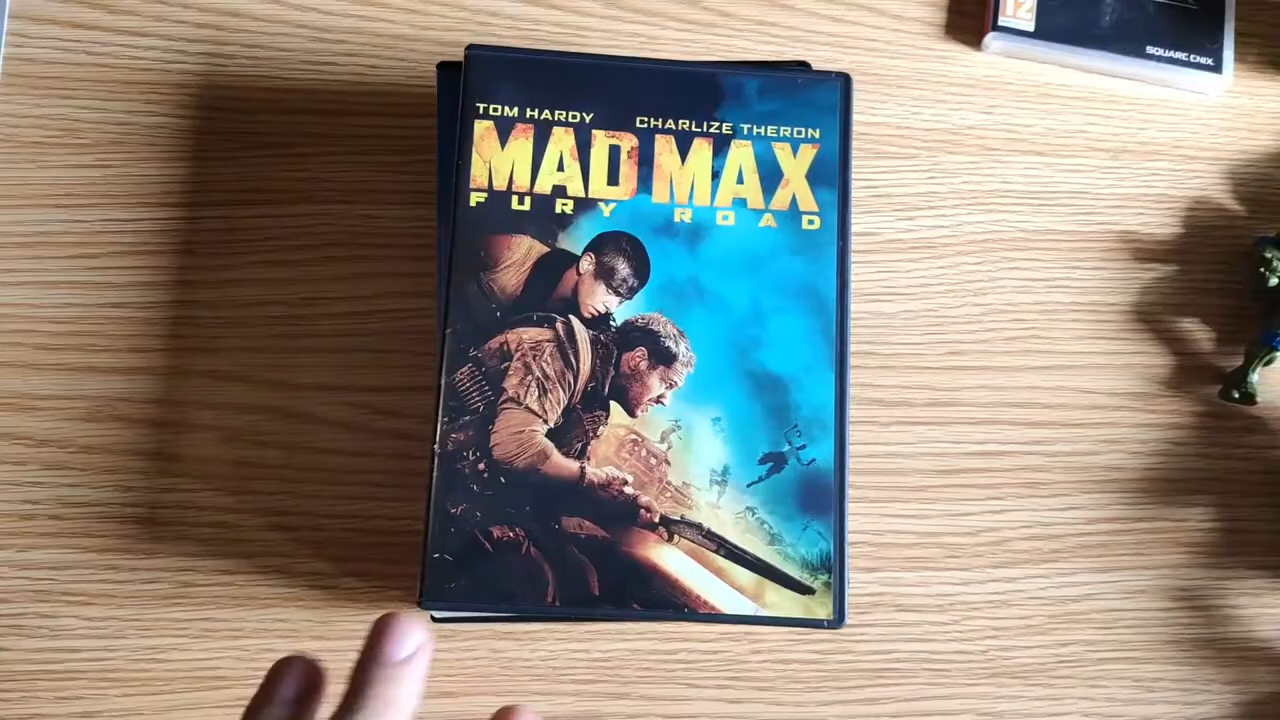 12
SQUARE ENIX
TOM HARDY CHARLIZE THERON
MAD MAX
FURY ROAD